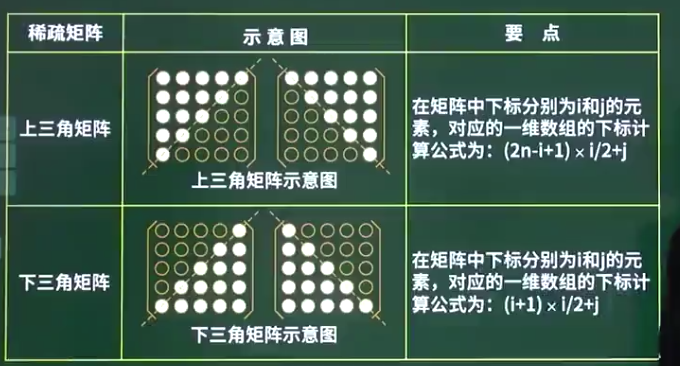 稀疏矩阵
示意图
要 点
上三角矩阵
上三角矩阵示意图
在矩阵中下标分别为i和j的元
素，对应的一维数组的下标计
算公式为：(2n-i+1)×i/2+j
下三角矩阵
下三角矩阵示意图
在矩阵中下标分别为i和j的元
素，对应的一维数组的下标计
算公式为：(i+1)×i/2+j